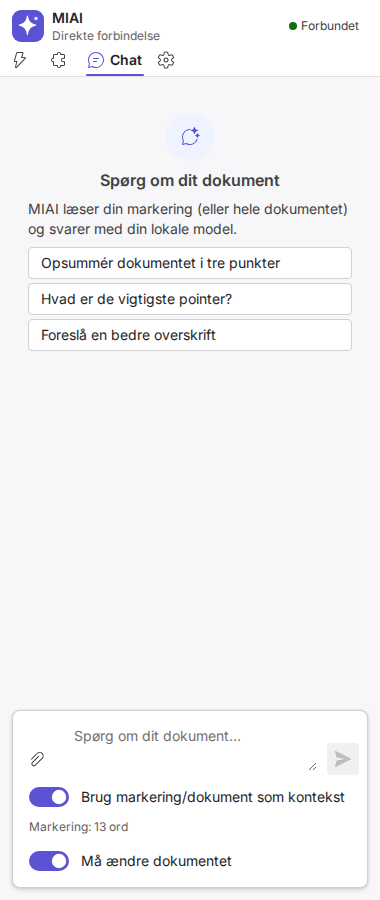 MIAI
Direkte forbindelse
Forbundet
Chat
Spørg om dit dokument
MIAI læser din markering (eller hele dokumentet)
og svarer med din lokale model.
Opsummér dokumentet i tre punkter
Hvad er de vigtigste pointer?
Foreslå en bedre overskrift
Spørg om dit dokument...
Brug markering/dokument som kontekst
Markering: 13 ord
Må ændre dokumentet